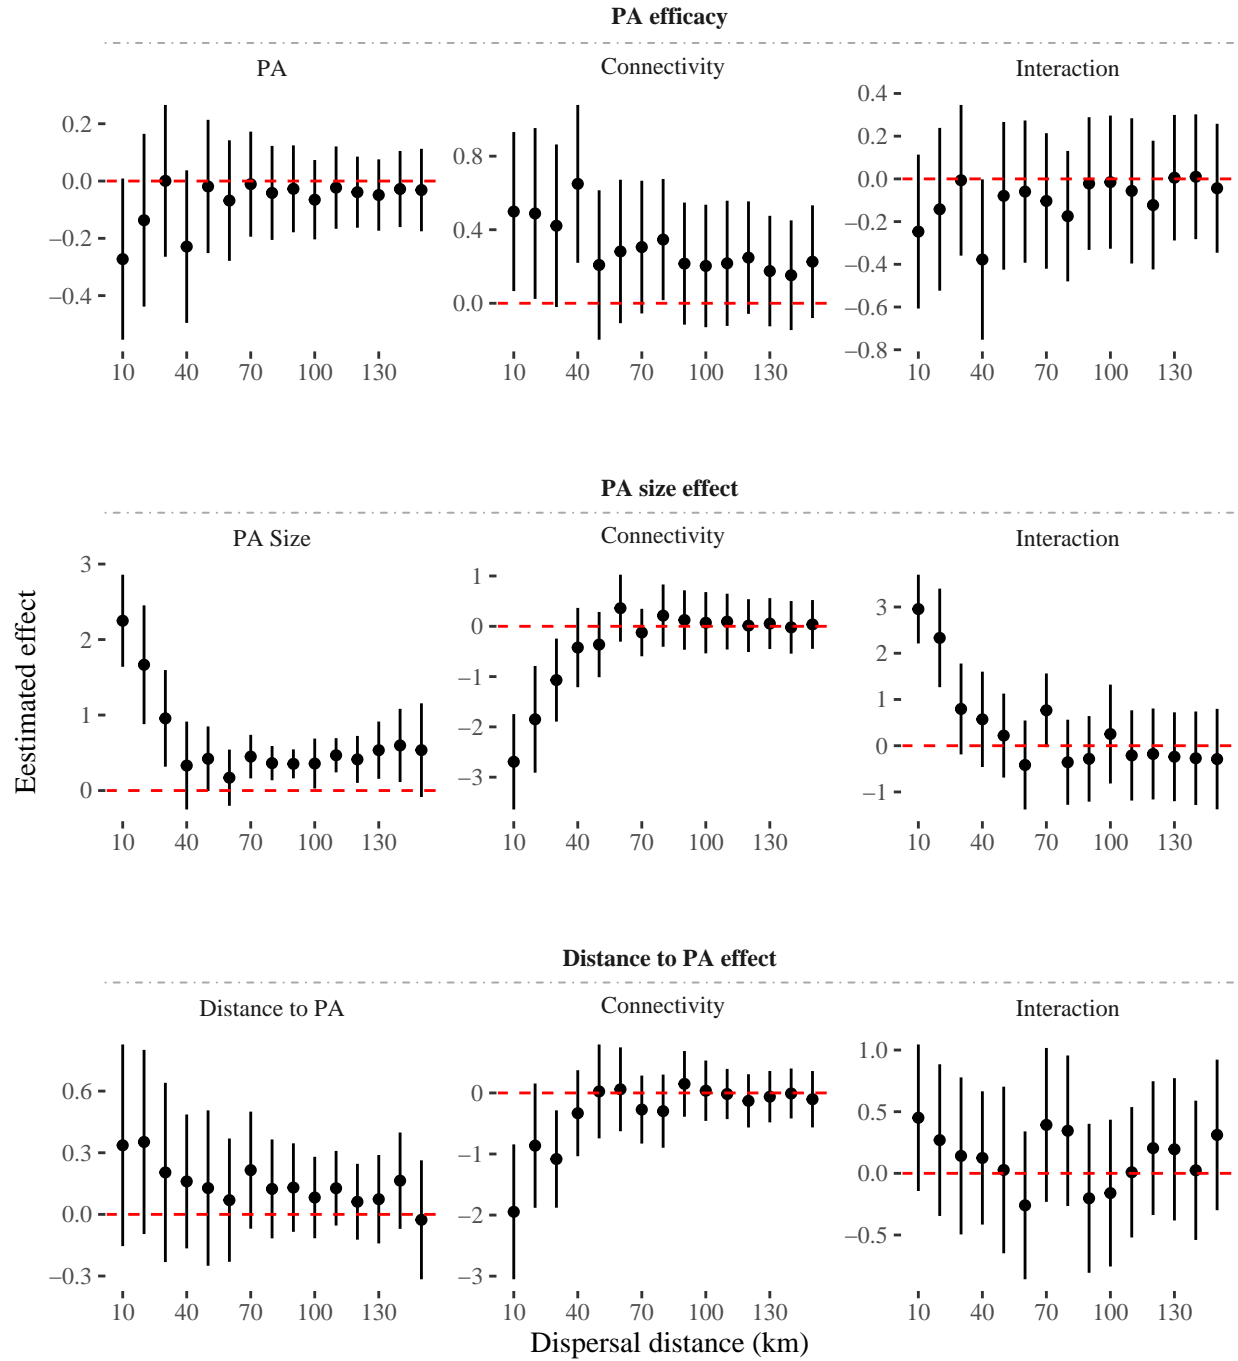 PA efficacy
PA Connectivity Interaction
0.2
0.0
−0.2
−0.4
0.8
0.4
0.0
0.4
0.2
0.0
−0.2
−0.4
−0.6
−0.8
10 40 70 100 130
10 40 70 100 130
10 40 70 100 130
PA size effect
PA Size Connectivity Interaction
3
2
1
0
1
0
−1
−2
−3
3
2
1
0
−1
10 40 70 100 130
10 40 70 100 130
10 40 70 100 130
Eestimated effect
Distance to PA effect
Distance to PA Connectivity Interaction
0.6
0.3
0.0
−0.3
0
−1
−2
−3
1.0
0.5
0.0
−0.5
10 40 70 100 130
10 40 70 100 130
10 40 70 100 130
Dispersal distance (km)